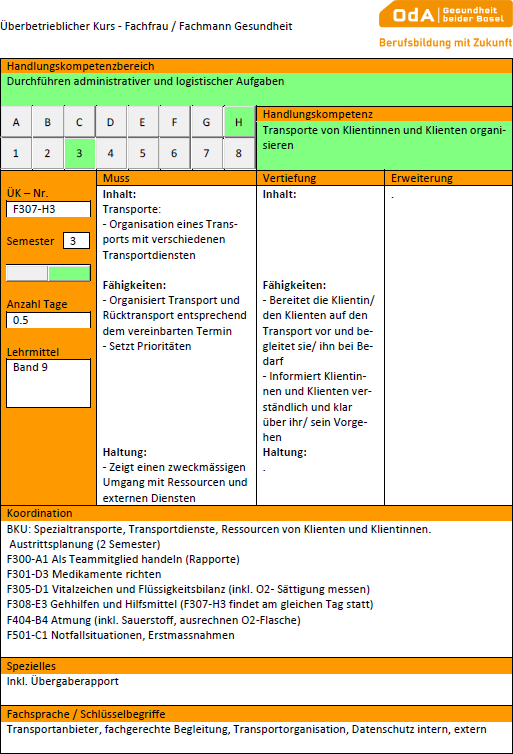 Überbetrieblicher Kurs - Fachfrau / Fachmann Gesundheit
OdA Gesundheit
beider Basel
Berufsbildung mit Zukunft
Handlungskompetenzbereich
Durchführen administrativer und logistischer Aufgaben
A B C D E F G H
1 2 3 4 5 6 7 8
Handlungskompetenz
Transporte von Klientinnen und Klienten organi-
sieren
ÜK – Nr.
F307-H3
Semester 3
Anzahl Tage
0.5
Lehrmittel
Band 9
Muss
Inhalt:
Transporte:
- Organisation eines Trans-
ports mit verschiedenen
Transportdiensten
Fähigkeiten:
- Organisiert Transport und
Rücktransport entsprechend
dem vereinbarten Termin
- Setzt Prioritäten
Haltung:
- Zeigt einen zweckmässigen
Umgang mit Ressourcen und
externen Diensten
Vertiefung
Inhalt:
Fähigkeiten:
- Bereitet die Klientin/
den Klienten auf den
Transport vor und be-
gleitet sie/ ihn bei Be-
darf
- Informiert Klientin-
nen und Klienten ver-
ständlich und klar
über ihr/ sein Vorge-
hen
Haltung:
.
Erweiterung
.
Koordination
BKU: Spezialtransporte, Transportdienste, Ressourcen von Klienten und Klientinnen.
Austrittsplanung (2 Semester)
F300-A1 Als Teammitglied handeln (Rapporte)
F301-D3 Medikamente richten
F305-D1 Vitalzeichen und Flüssigkeitsbilanz (inkl. O2- Sättigung messen)
F308-E3 Gehhilfen und Hilfsmittel (F307-H3 findet am gleichen Tag statt)
F404-B4 Atmung (inkl. Sauerstoff, ausrechnen O2-Flasche)
F501-C1 Notfallsituationen, Erstmassnahmen
Spezielles
Inkl. Übergaberapport
Fachsprache / Schlüsselbegriffe
Transportanbieter, fachgerechte Begleitung, Transportorganisation, Datenschutz intern, extern